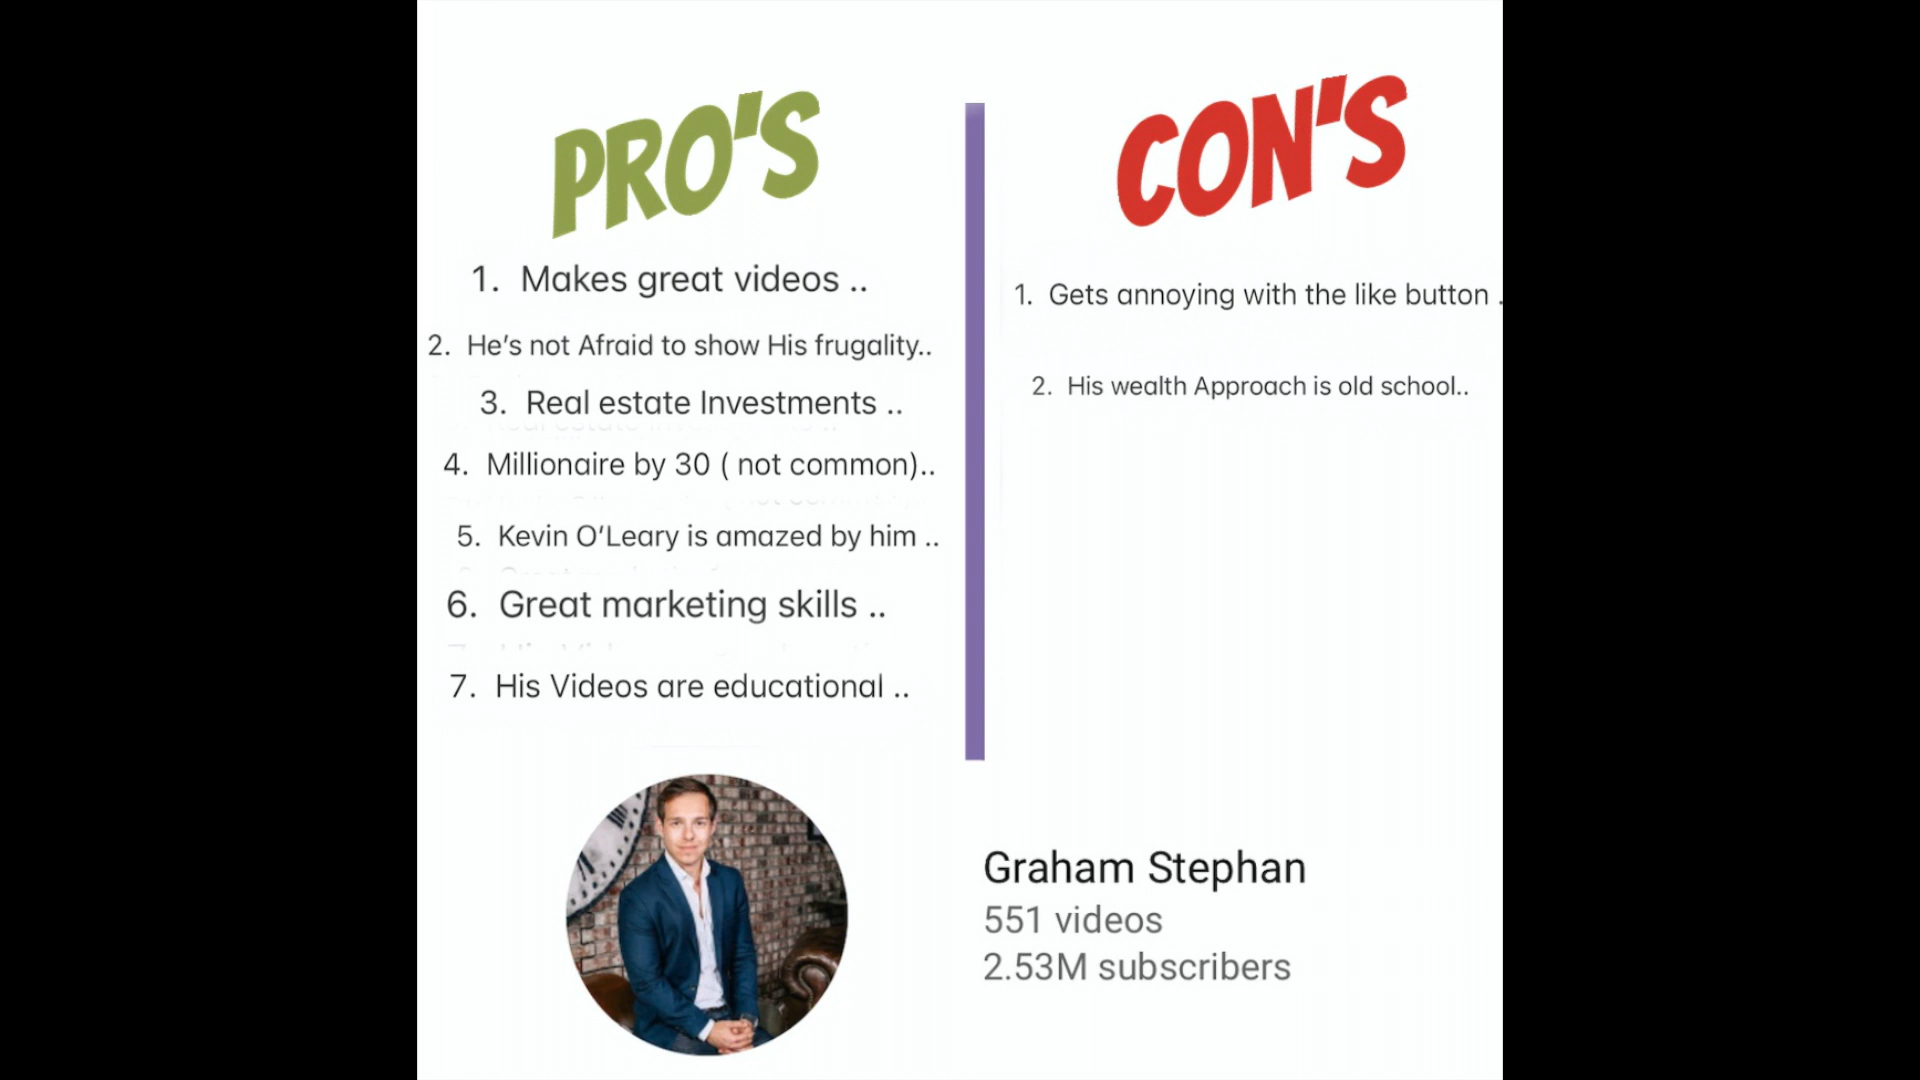 PRO'S
1. Makes great videos ..
2. He's not Afraid to show His frugality..
3. Real estate Investments ..
4. Millionaire by 30 ( not common)..
5. Kevin O'Leary is amazed by him ..
6. Great marketing skills ..
7. His Videos are educational ..
CON'S
1. Gets annoying with the like button .
2. His wealth Approach is old school..
Graham Stephan
551 videos
2.53M subscribers